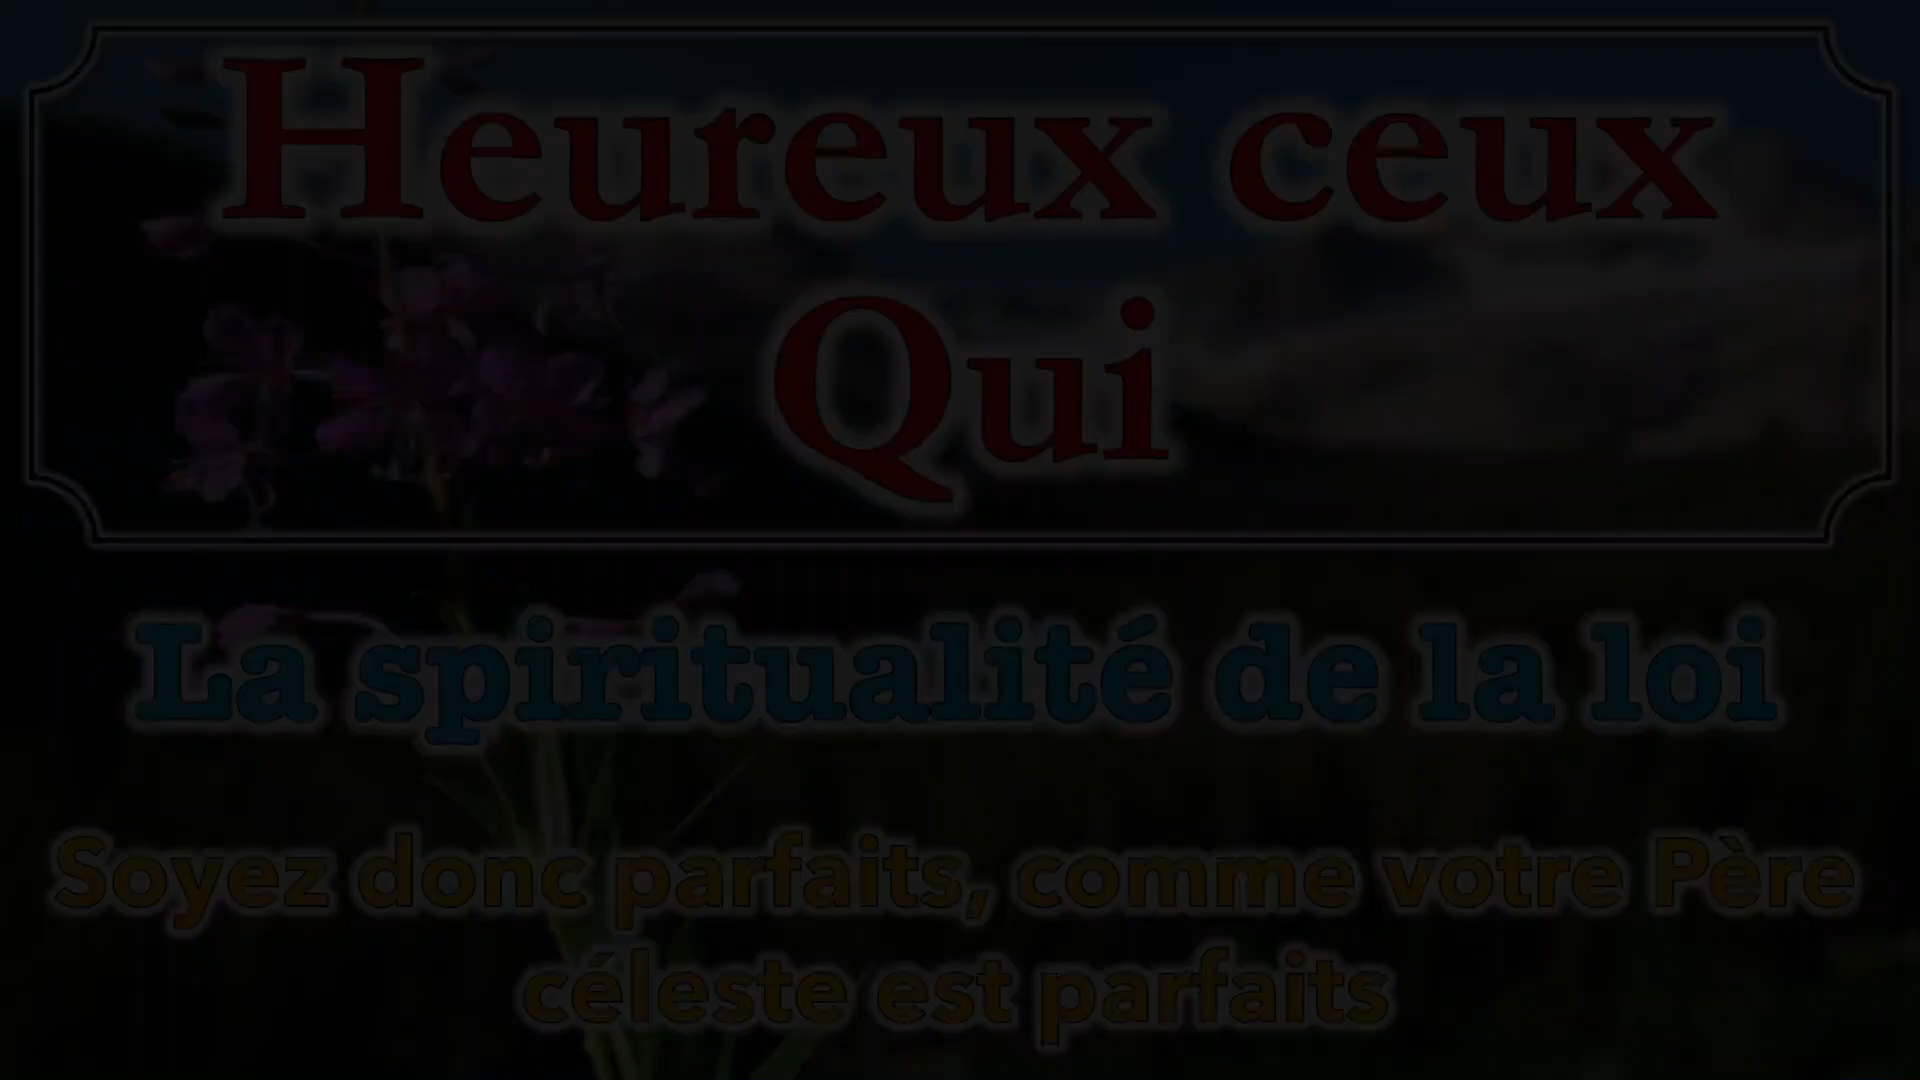 Heureux ceux
Qui
La spiritualité de la loi
Soyez donc parfaits, comme votre Père
céleste est parfaits